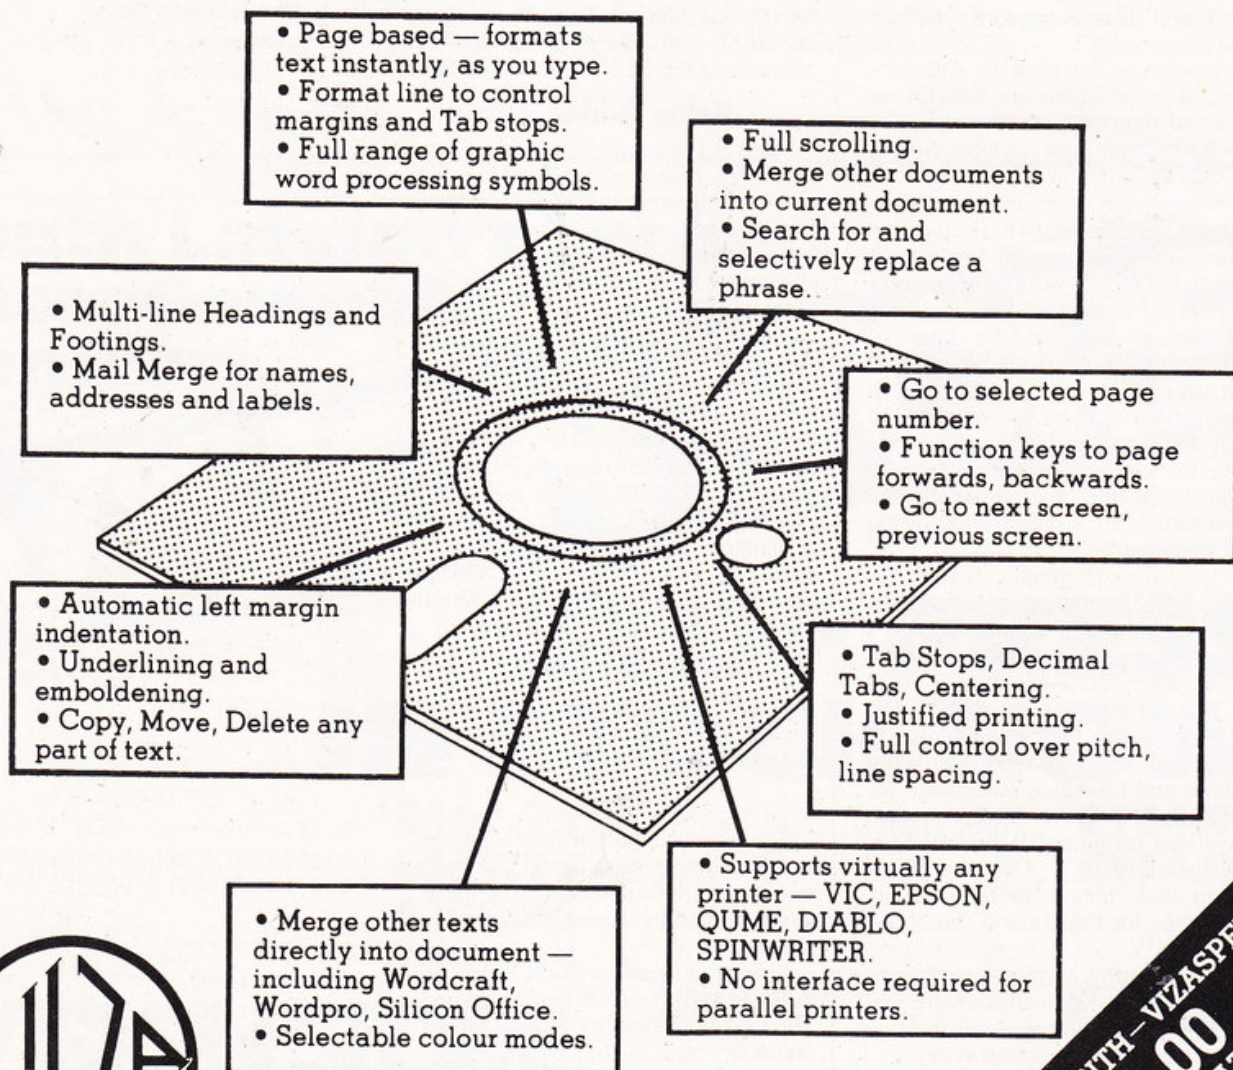 • Page based — formats
text instantly, as you type.
• Format line to control
margins and Tab stops.
• Full range of graphic
word processing symbols.
• Full scrolling.
• Merge other documents
into current document.
• Search for and
selectively replace a
phrase.
• Multi-line Headings and
Footings.
• Mail Merge for names,
addresses and labels.
• Go to selected page
number.
• Function keys to page
forwards, backwards.
• Go to next screen,
previous screen.
• Automatic left margin
indentation.
• Underlining and
emboldening.
• Copy, Move, Delete any
part of text.
• Tab Stops, Decimal
Tabs, Centering.
• Justified printing.
• Full control over pitch,
line spacing.
• Merge other texts
directly into document —
including Wordcraft,
Wordpro, Silicon Office.
• Selectable colour modes.
• Supports virtually any
printer — VIC, EPSON,
QUME, DIABLO,
SPINWRITER.
• No interface required for
parallel printers.
00